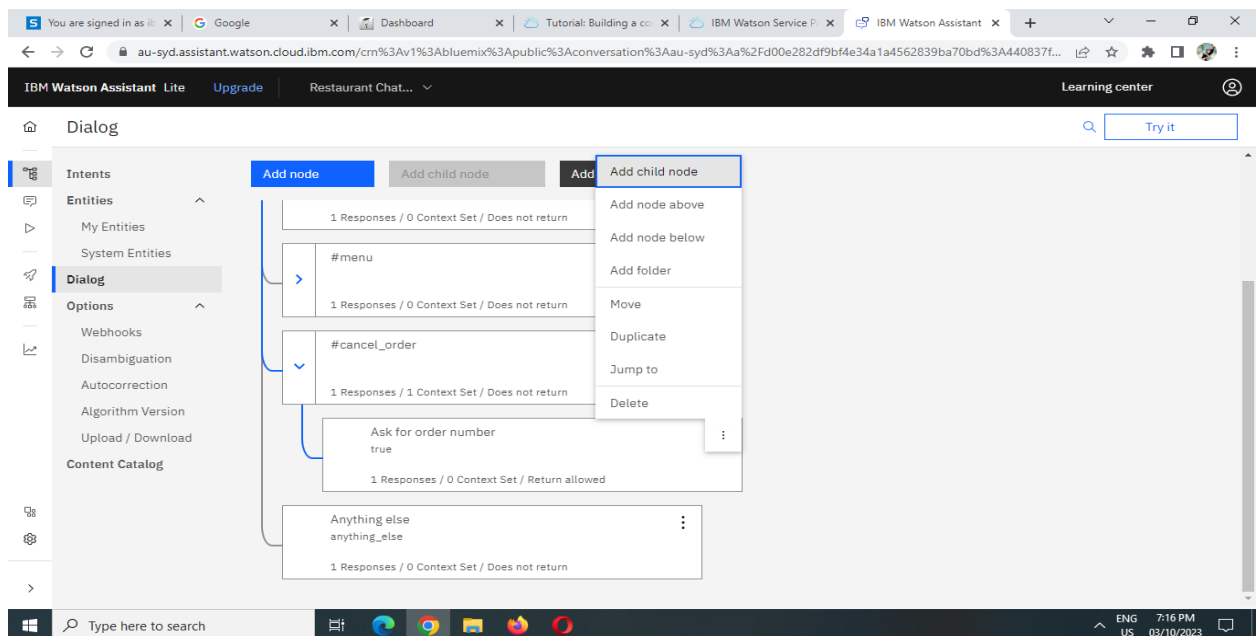 You are signed in as ib
Google
Dashboard
Tutorial: Building a co
IBM Watson Service P
IBM Watson Assistant
au-syd.assistant.watson.cloud.ibm.com/crn%3Av1%3Abluemix%3Apublic%3Aconversation%3Aau-syd%3Aa%2Fd00e282df9bf4e34a1a4562839ba70bd%3A440837f...
IBM Watson Assistant Lite
Upgrade
Restaurant Chat...
Learning center
Dialog
Try it
Intents
Entities
My Entities
System Entities
Dialog
Options
Webhooks
Disambiguation
Autocorrection
Algorithm Version
Upload / Download
Content Catalog
Add node
Add child node
Add
Add child node
Add node above
Add node below
Add folder
Move
Duplicate
Jump to
Delete
1 Responses / 0 Context Set / Does not return
#menu
1 Responses / 0 Context Set / Does not return
#cancel_order
1 Responses / 1 Context Set / Does not return
Ask for order number
true
1 Responses / 0 Context Set / Return allowed
Anything else
anything_else
1 Responses / 0 Context Set / Does not return
Type here to search
ENG
US
7:16 PM
03/10/2023